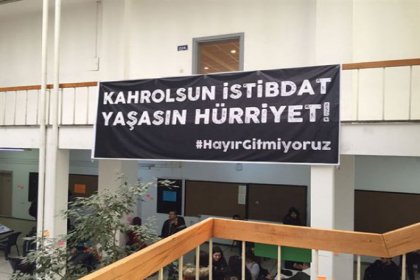 KAHROLSUN İSTİBDAT
YAŞASIN HÜRRİYET!
#HayırGitmiyoruz